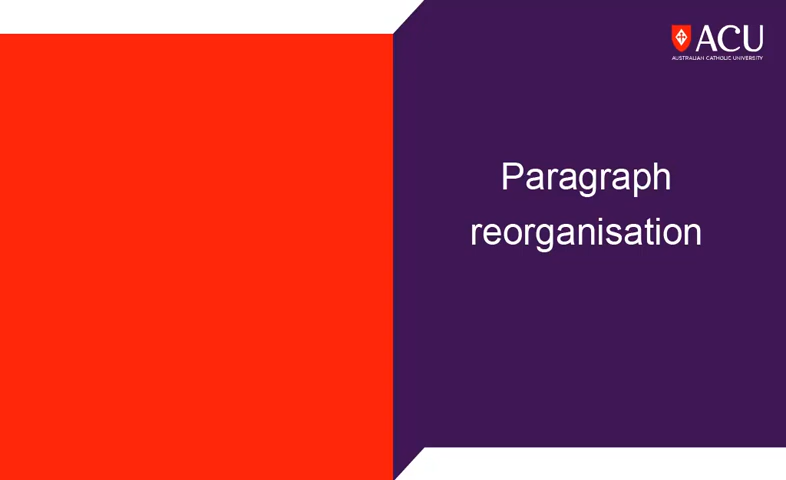 ACU
AUSTRALIAN CATHOLIC UNIVERSITY
Paragraph
reorganisation